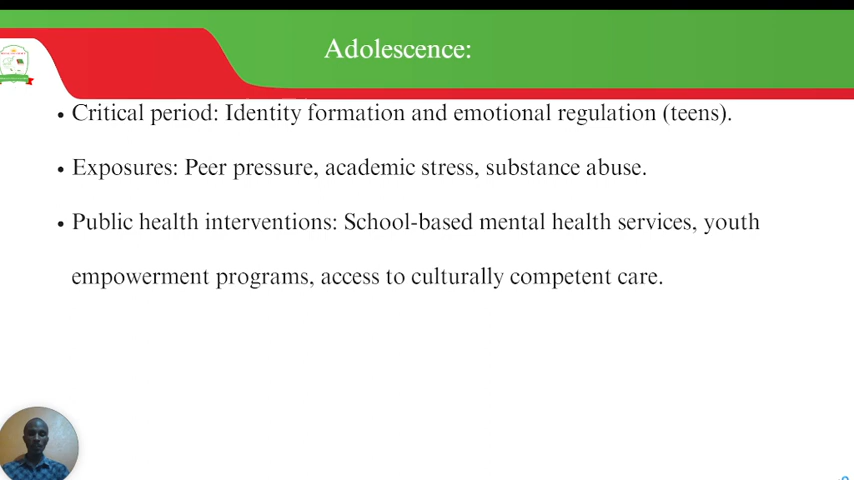 Adolescence:
• Critical period: Identity formation and emotional regulation (teens).
• Exposures: Peer pressure, academic stress, substance abuse.
• Public health interventions: School-based mental health services, youth
empowerment programs, access to culturally competent care.